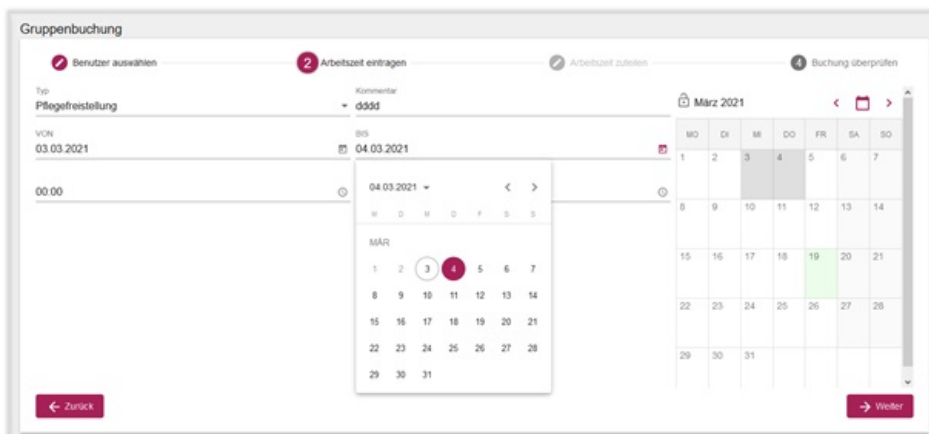 Gruppenbuchung
Benutzer auswählen
2 Arbeitszeit eintragen
Arbeitszeit zuteilen
4 Buchung überprüfen
Typ
Pflegefreistellung
Kommentar
dddd
VON
03.03.2021
BIS
04.03.2021
00:00
04.03.2021
M D M D F S S
MÄR
1 2 3 4 5 6 7
8 9 10 11 12 13 14
15 16 17 18 19 20 21
22 23 24 25 26 27 28
29 30 31
März 2021
MO DI MI DO FR SA SO
1 2 3 4 5 6 7
8 9 10 11 12 13 14
15 16 17 18 19 20 21
22 23 24 25 26 27 28
29 30 31
Zurück
Weiter